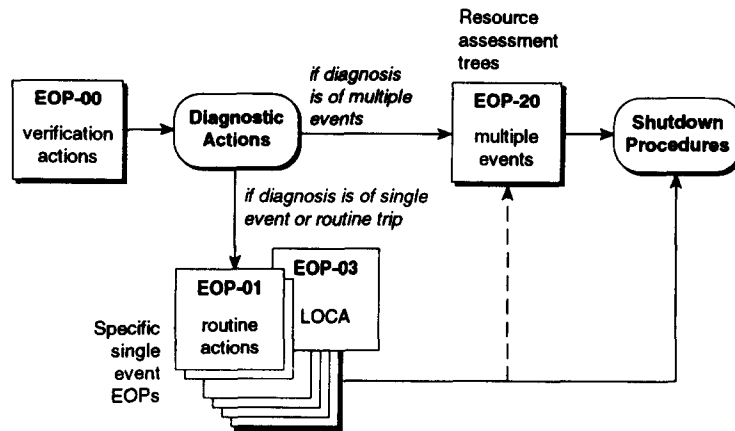 Resource
assessment
trees
EOP-00
verification
actions
Diagnostic
Actions
if diagnosis
is of multiple
events
EOP-20
multiple
events
Shutdown
Procedures
if diagnosis is of single
event or routine trip
EOP-03
LOCA
EOP-01
routine
actions
Specific
single
event
EOPs